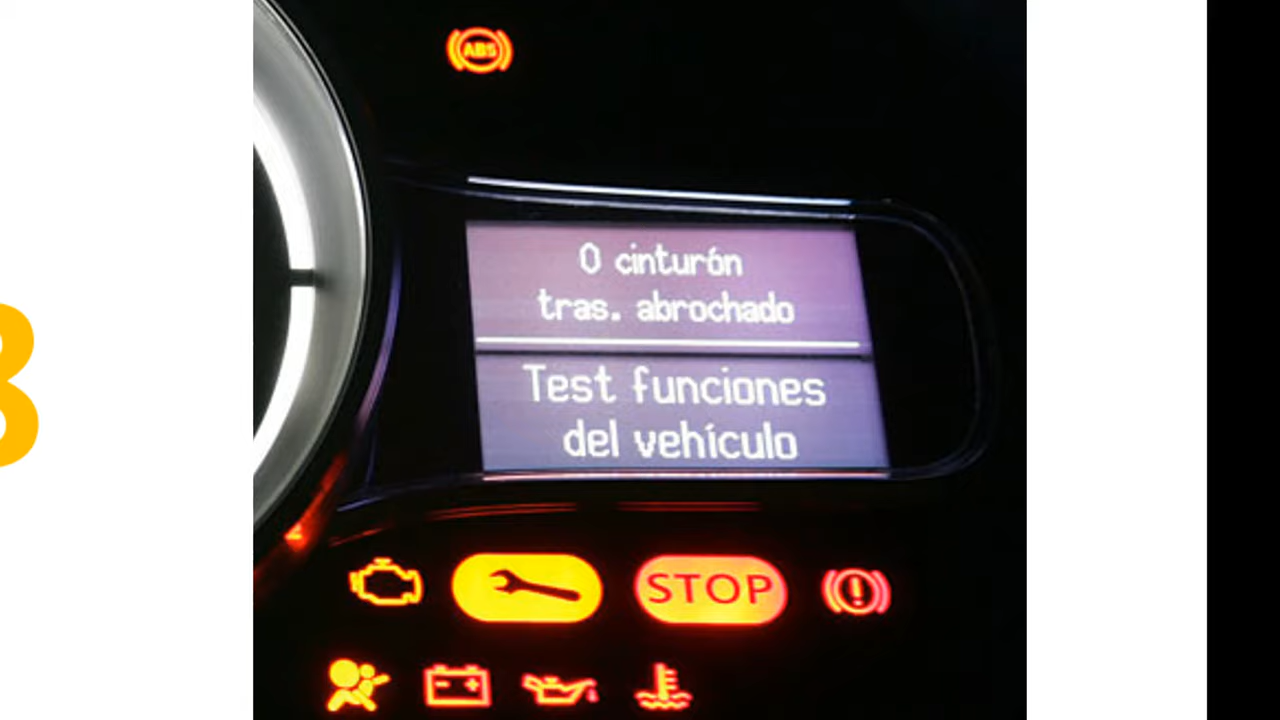 ABS
0 cinturón
tras. abrochado
Test funciones
del vehículo
STOP